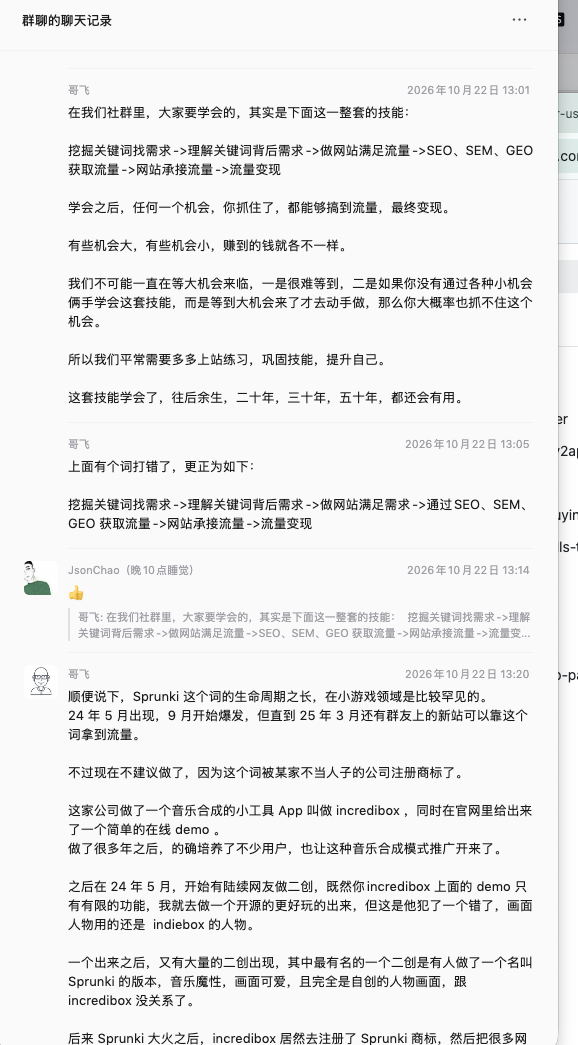 群聊的聊天记录
哥飞 2026年10月22日 13:01
在我们社群里，大家要学会的，其实是下面这一整套的技能：
挖掘关键词找需求->理解关键词背后需求->做网站满足流量->SEO、SEM、GEO
获取流量->网站承接流量->流量变现
学会之后，任何一个机会，你抓住了，都能够搞到流量，最终变现。
有些机会大，有些机会小，赚到的钱就各不一样。
我们不可能一直在等大机会来临，一是很难等到，二是如果你没有通过各种小机会
俩手学会这套技能，而是等到大机会来了才去动手做，那么你大概率也抓不住这个
机会。
所以我们平常需要多多上站练习，巩固技能，提升自己。
这套技能学会了，往后余生，二十年，三十年，五十年，都还会有用。
哥飞 2026年10月22日 13:05
上面有个词打错了，更正为如下：
挖掘关键词找需求->理解关键词背后需求->做网站满足需求->通过SEO、SEM、
GEO 获取流量->网站承接流量->流量变现
JsonChao（晚10点睡觉） 2026年10月22日 13:14
👍
哥飞: 在我们社群里，大家要学会的，其实是下面这一整套的技能： 挖掘关键词找需求->理解
关键词背后需求->做网站满足流量->SEO、SEM、GEO 获取流量->网站承接流量->流量变...
哥飞 2026年10月22日 13:20
顺便说下，Sprunki 这个词的生命周期之长，在小游戏领域是比较罕见的。
24 年 5 月出现，9 月开始爆发，但直到 25 年 3 月还有群友上的新站可以靠这个
词拿到流量。
不过现在不建议做了，因为这个词被某家不当人子的公司注册商标了。
这家公司做了一个音乐合成的小工具 App 叫做 incredibox ，同时在官网里给出来
了一个简单的在线 demo 。
做了很多年之后，的确培养了不少用户，也让这种音乐合成模式推广开来了。
之后在 24 年 5 月，开始有陆续网友做二创，既然你incredibox 上面的 demo 只
有有限的功能，我就去做一个开源的更好玩的出来，但这是他犯了一个错了，画面
人物用的还是 indiebox 的人物。
一个出来之后，又有大量的二创出现，其中最有名的一个二创是有人做了一个名叫
Sprunki 的版本，音乐魔性，画面可爱，且完全是自创的人物画面，跟
incredibox 没关系了。
后来 Sprunki 大火之后，incredibox 居然去注册了 Sprunki 商标，然后把很多网